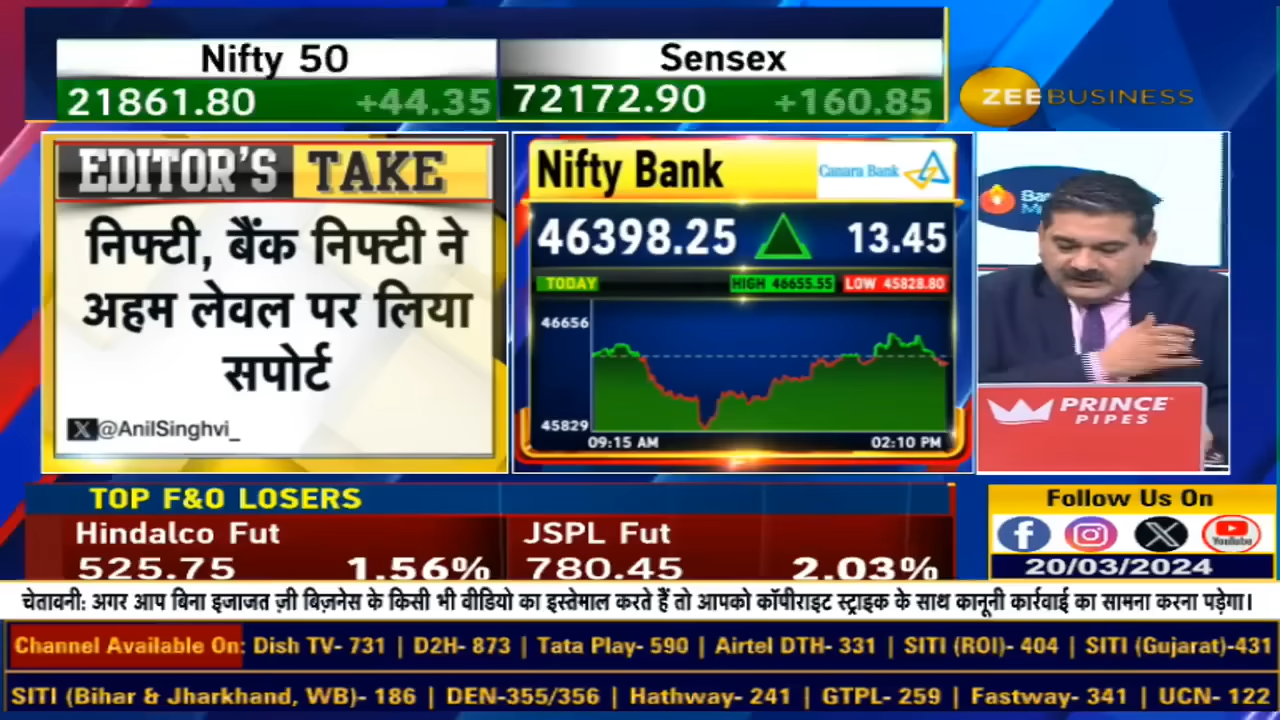 Nifty 50
21861.80 +44.35
Sensex
72172.90 +160.85
ZEEBUSINESS
EDITOR'S TAKE
निफ्टी, बैंक निफ्टी ने
अहम लेवल पर लिया
सपोर्ट
X@AnilSinghvi_
Nifty Bank
Canara Bank
46398.25 13.45
TODAY HIGH 46655.55 LOW 45828.80
46656
45829
09:15 AM 02:10 PM
PRINCE
PIPES
TOP F&O LOSERS
Hindalco Fut
525.75 1.56%
JSPL Fut
780.45 2.03%
Follow Us On
YouTube
20/03/2024
चेतावनी: अगर आप बिना इजाजत ज़ी बिज़नेस के किसी भी वीडियो का इस्तेमाल करते हैं तो आपको कॉपीराइट स्ट्राइक के साथ कानूनी कार्रवाई का सामना करना पड़ेगा।
Channel Available On: Dish TV- 731 | D2H- 873 | Tata Play- 590 | Airtel DTH- 331 | SITI (ROI)- 404 | SITI (Gujarat)-431
SITI (Bihar & Jharkhand, WB)- 186 | DEN-355/356 | Hathway- 241 | GTPL- 259 | Fastway- 341 | UCN- 122